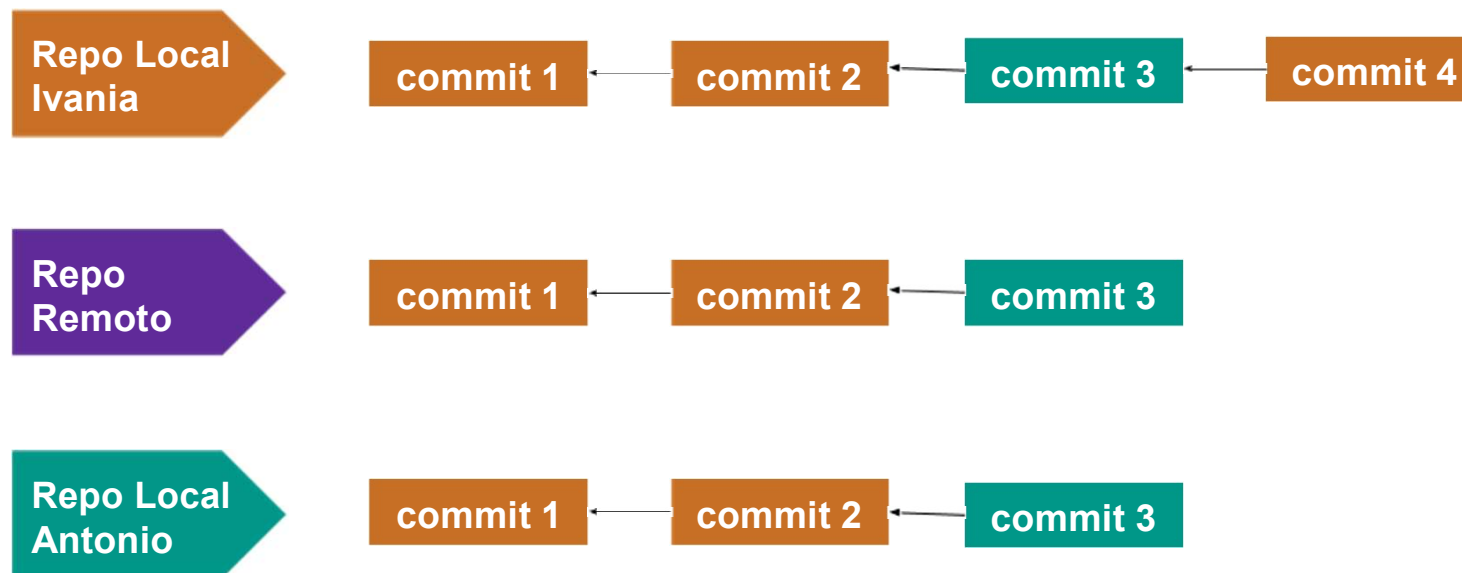 Repo Local
Ivania
commit 1
commit 2
commit 3
commit 4
Repo
Remoto
commit 1
commit 2
commit 3
Repo Local
Antonio
commit 1
commit 2
commit 3